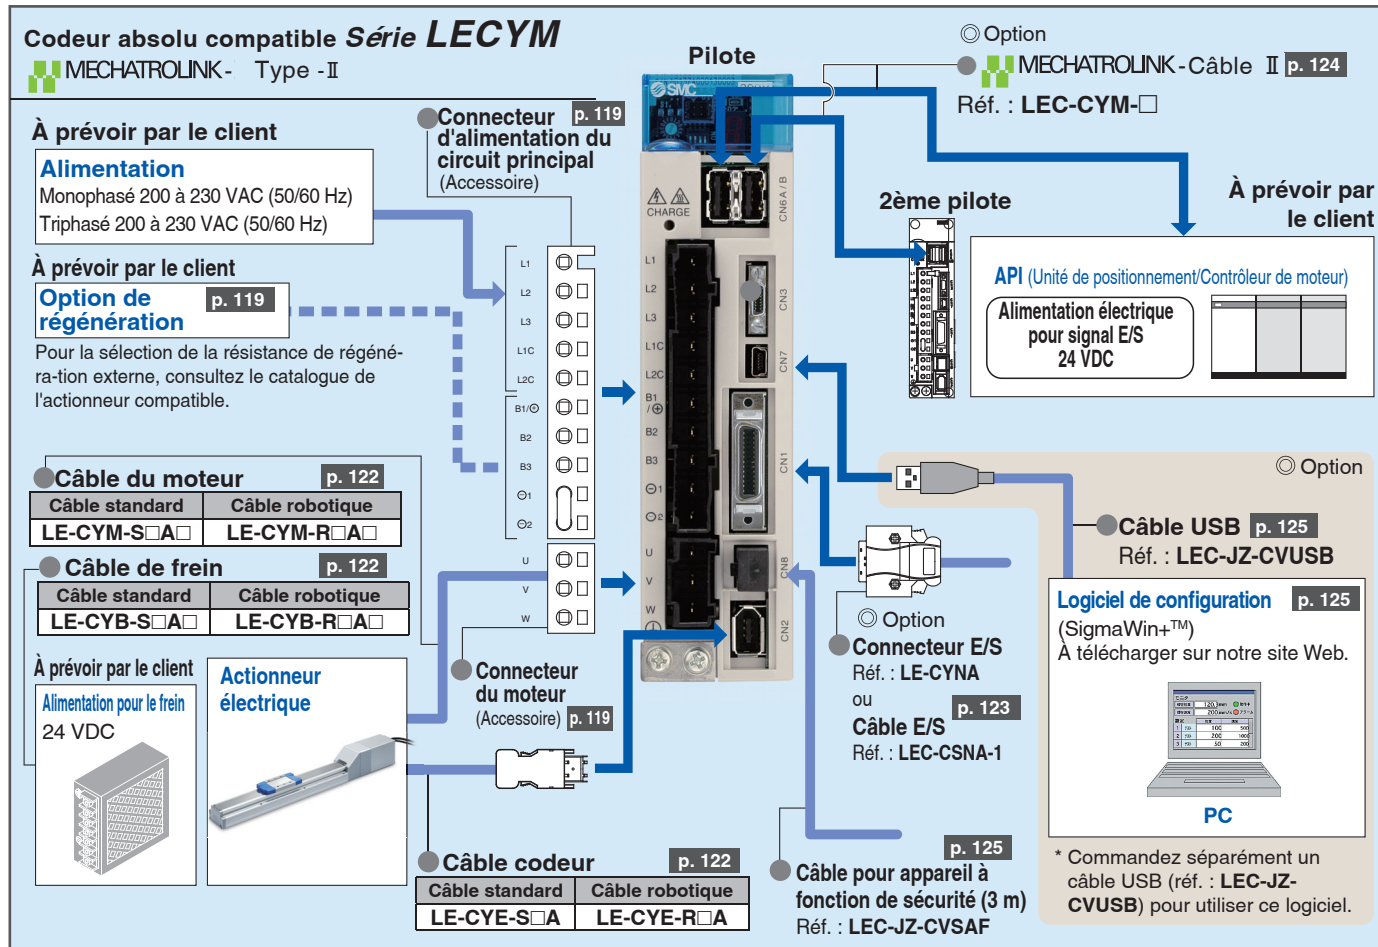 Codeur absolu compatible Série LECYM
MECHATROLINK- Type -Ⅱ
Pilote
◎ Option
MECHATROLINK-Câble Ⅱ p. 124
Réf. : LEC-CYM-□
À prévoir par le client
Alimentation
Monophasé 200 à 230 VAC (50/60 Hz)
Triphasé 200 à 230 VAC (50/60 Hz)
Connecteur p. 119
d'alimentation du
circuit principal
(Accessoire)
À prévoir par le client
Option de
régénération
p. 119
Pour la sélection de la résistance de régéné-
ra-tion externe, consultez le catalogue de
l'actionneur compatible.
L1
L2
L3
L1C
L2C
B1/⊕
B2
B3
⊖1
⊖2
U
V
W
SMC
CHARGE
L1
L2
L3
L1C
L2C
B1
/⊕
B2
B3
⊖1
⊖2
U
V
W
CN6A/B
CN3
CN7
CN1
CN8
CN2
2ème pilote
À prévoir par
le client
API (Unité de positionnement/Contrôleur de moteur)
Alimentation électrique
pour signal E/S
24 VDC
Câble du moteur p. 122
Câble standard Câble robotique
LE-CYM-S□A□ LE-CYM-R□A□
Câble de frein p. 122
Câble standard Câble robotique
LE-CYB-S□A□ LE-CYB-R□A□
À prévoir par le client
Alimentation pour le frein
24 VDC
Actionneur
électrique
Connecteur
du moteur
(Accessoire) p. 119
Câble codeur p. 122
Câble standard Câble robotique
LE-CYE-S□A LE-CYE-R□A
◎ Option
Connecteur E/S
Réf. : LE-CYNA
ou
p. 123
Câble E/S
Réf. : LEC-CSNA-1
p. 125
Câble pour appareil à
fonction de sécurité (3 m)
Réf. : LEC-JZ-CVSAF
◎ Option
Câble USB p. 125
Réf. : LEC-JZ-CVUSB
Logiciel de configuration p. 125
(SigmaWin+TM)
À télécharger sur notre site Web.
PC
* Commandez séparément un
câble USB (réf. : LEC-JZ-
CVUSB) pour utiliser ce logiciel.